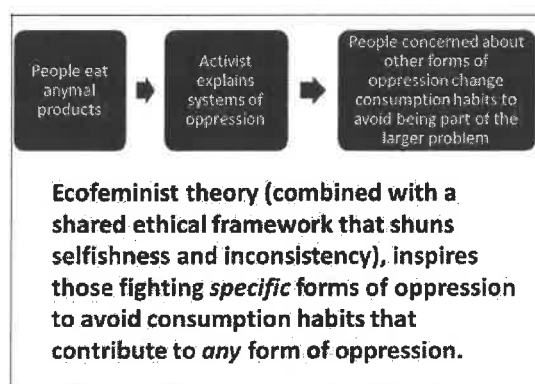 People eat
anymal
products
Activist
explains
systems of
oppression
People concerned about
other forms of
oppression change
consumption habits to
avoid being part of the
larger problem
Ecofeminist theory (combined with a
shared ethical framework that shuns
selfishness and inconsistency), inspires
those fighting specific forms of oppression
to avoid consumption habits that
contribute to any form of oppression.